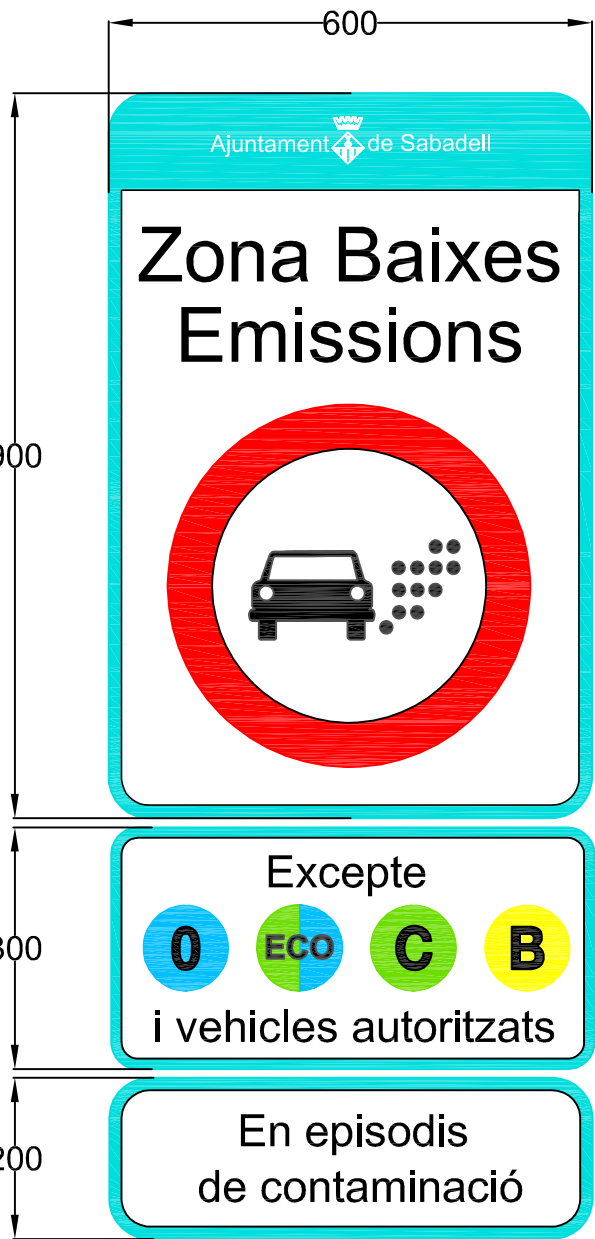 600
Ajuntament de Sabadell
Zona Baixes
Emissions
900
Excepte
0 ECO C B
300
i vehicles autoritzats
En episodis
200
de contaminació